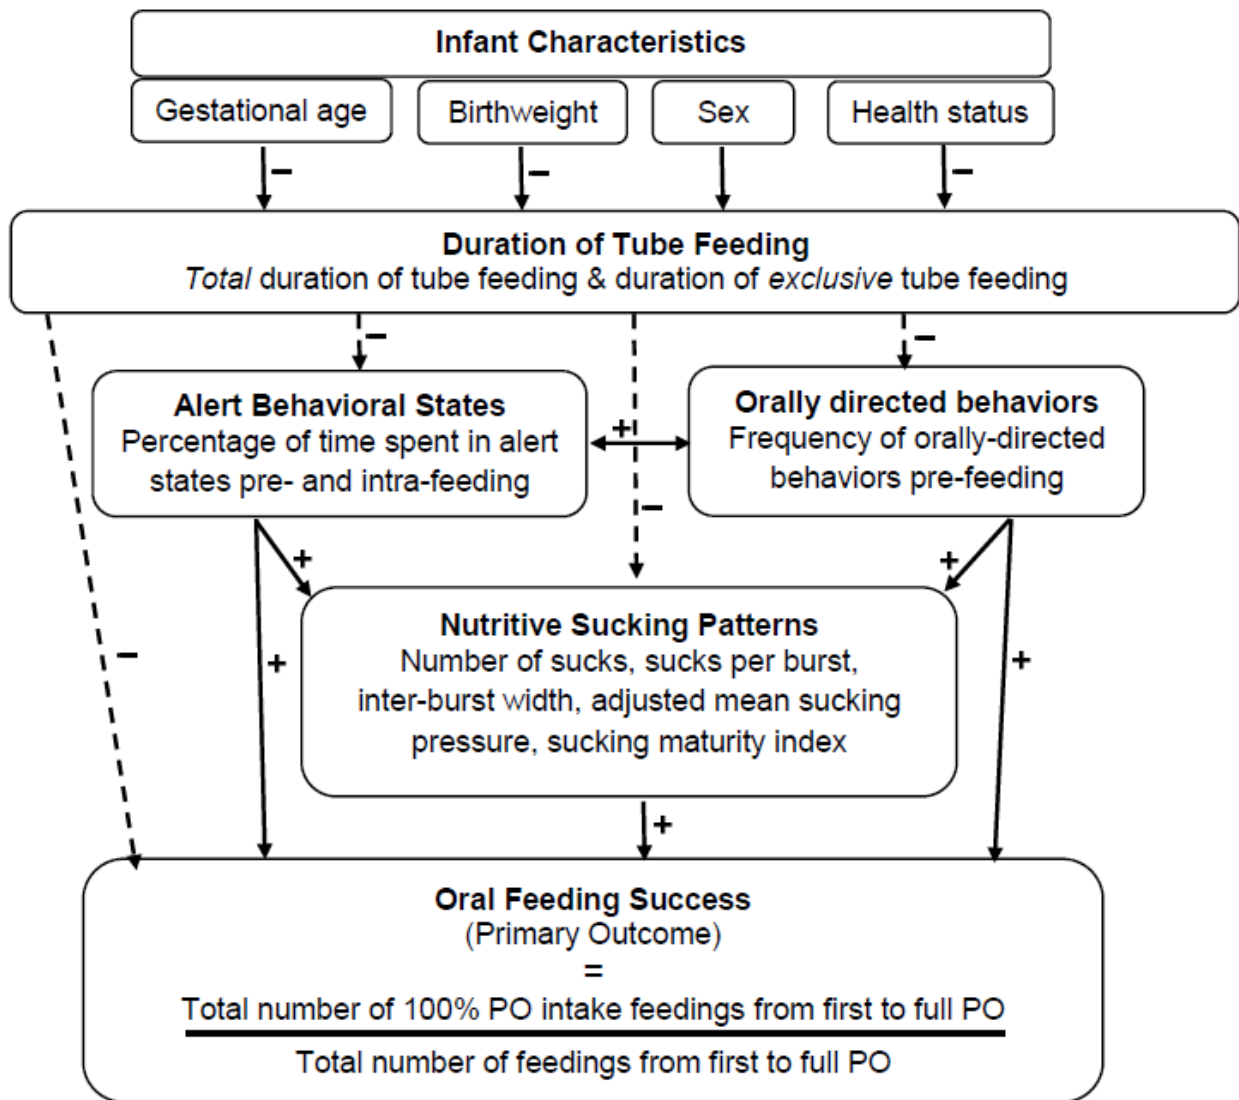 Infant Characteristics
Gestational age
Birthweight
Sex
Health status
−
−
−
Duration of Tube Feeding
Total duration of tube feeding & duration of exclusive tube feeding
−
−
Alert Behavioral States
Percentage of time spent in alert
states pre- and intra-feeding
+
Orally directed behaviors
Frequency of orally-directed
behaviors pre-feeding
−
+
+
Nutritive Sucking Patterns
Number of sucks, sucks per burst,
inter-burst width, adjusted mean sucking
pressure, sucking maturity index
−
+
+
+
Oral Feeding Success
(Primary Outcome)
=
Total number of 100% PO intake feedings from first to full PO
Total number of feedings from first to full PO